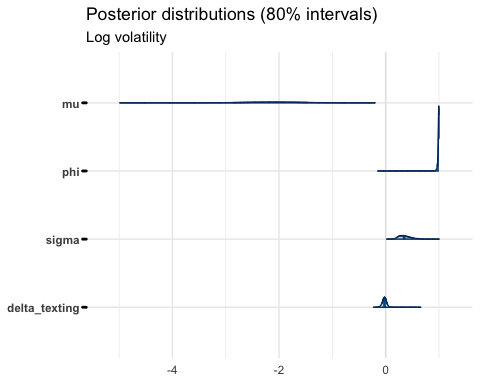 Posterior distributions (80% intervals)
Log volatility
mu
phi
sigma
delta_texting
-4 -2 0